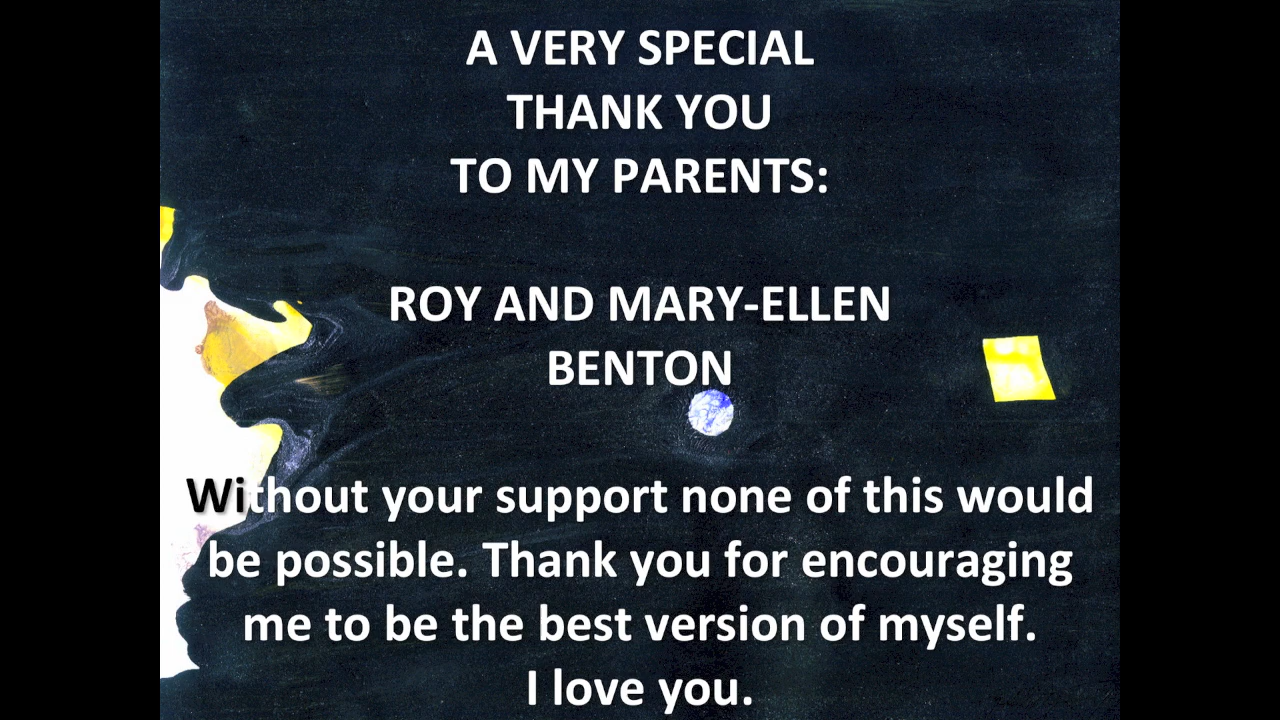 A VERY SPECIAL
THANK YOU
TO MY PARENTS:
ROY AND MARY-ELLEN
BENTON
Without your support none of this would
be possible. Thank you for encouraging
me to be the best version of myself.
I love you.